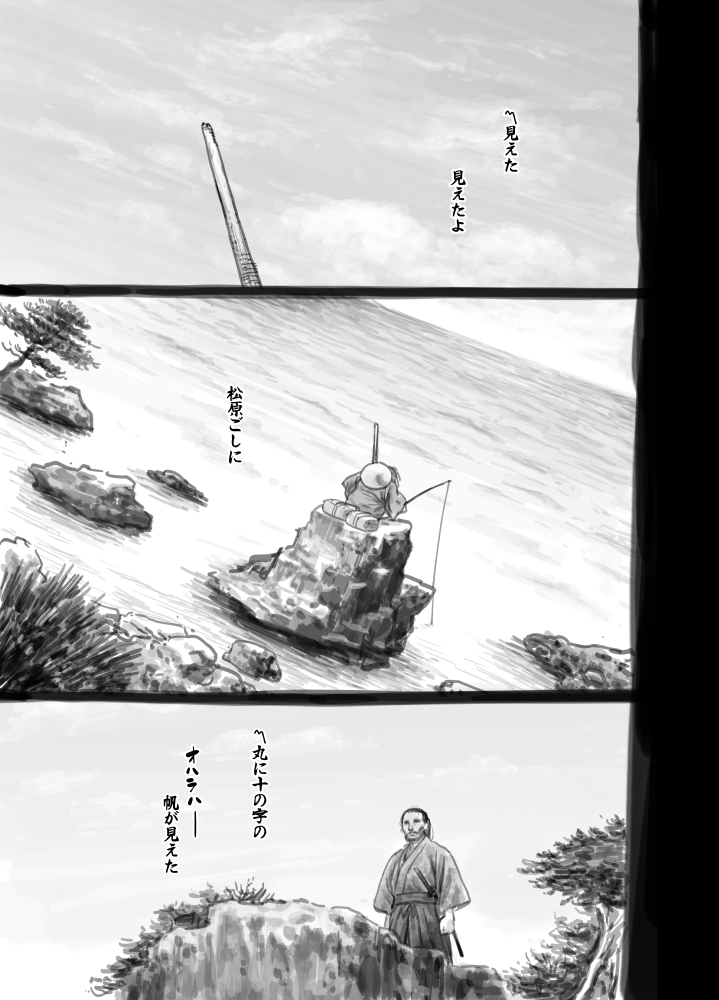 〽見えた
見えたよ
松原ごしに
〽丸に十の字の
オハラハー
帆が見えた